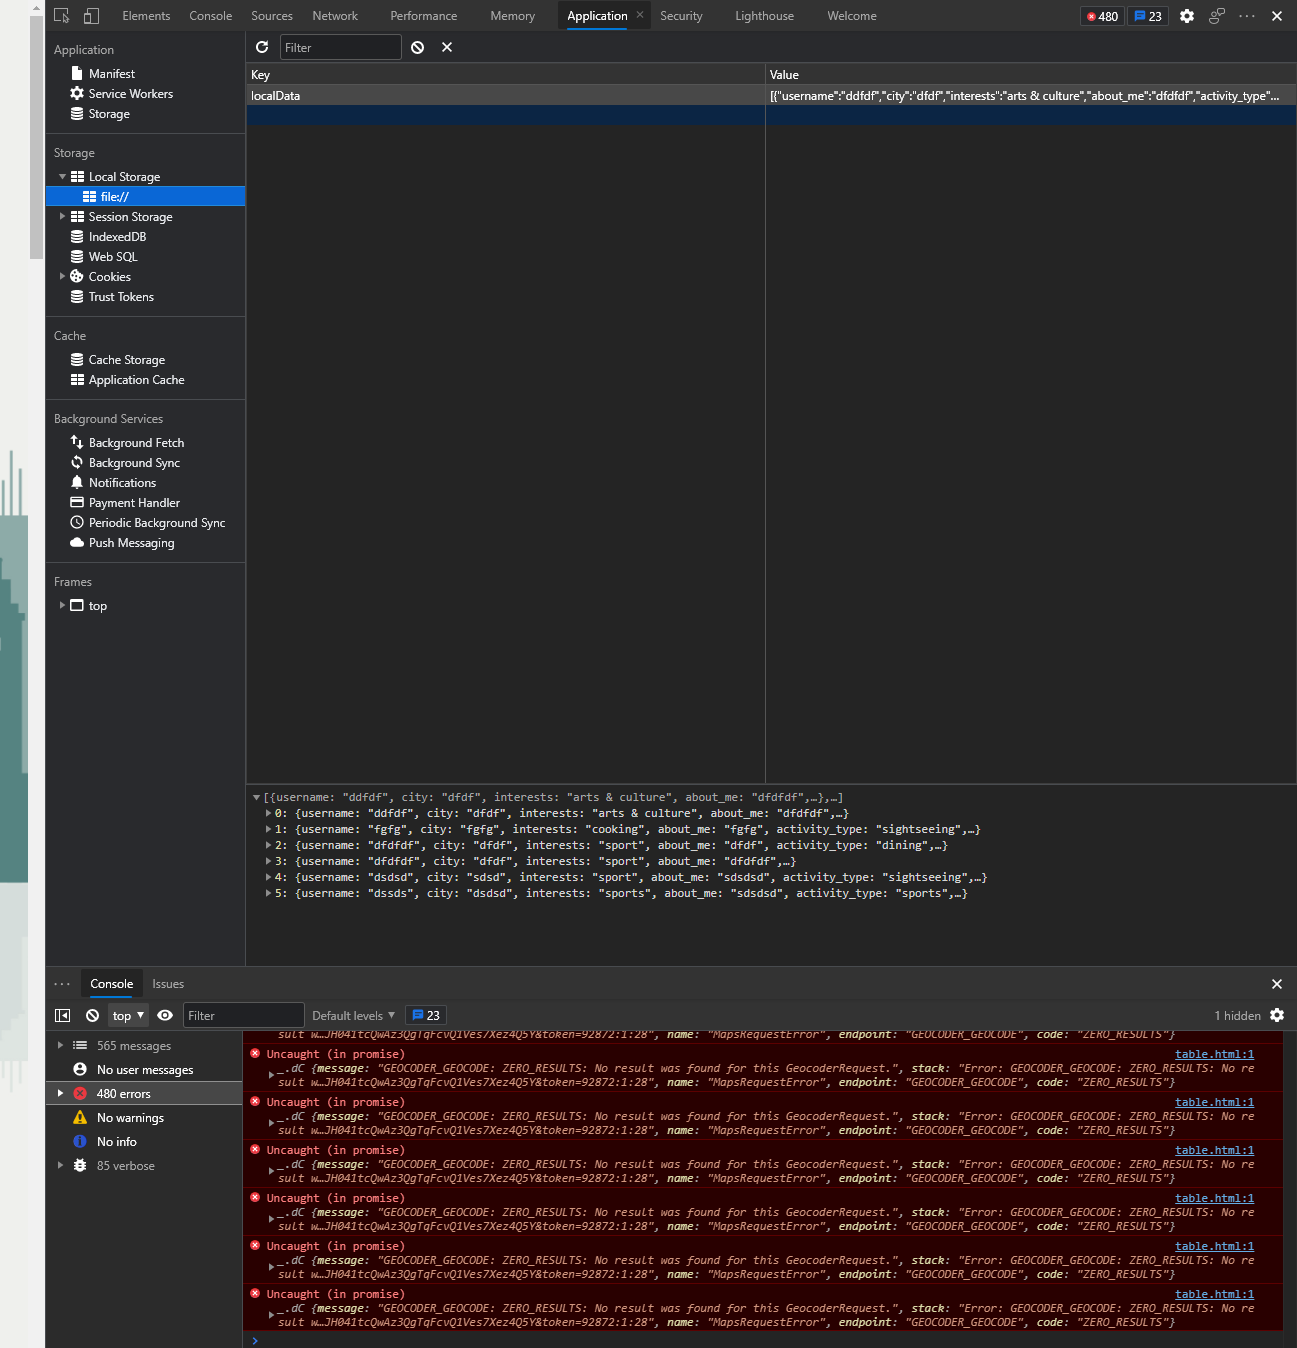 Elements Console Sources Network Performance Memory Application × Security Lighthouse Welcome 480 23 ··· ×
Application
Manifest
Service Workers
Storage
Storage
Local Storage
file://
Session Storage
IndexedDB
Web SQL
Cookies
Trust Tokens
Cache
Cache Storage
Application Cache
Background Services
Background Fetch
Background Sync
Notifications
Payment Handler
Periodic Background Sync
Push Messaging
Frames
top
Filter
Key Value
localData [{"username":"ddfdf","city":"dfdf","interests":"arts & culture","about_me":"dfdfdf","activity_type"...
[{username: "ddfdf", city: "dfdf", interests: "arts & culture", about_me: "dfdfdf",…},…]
0: {username: "ddfdf", city: "dfdf", interests: "arts & culture", about_me: "dfdfdf",…}
1: {username: "fgfg", city: "fgfg", interests: "cooking", about_me: "fgfg", activity_type: "sightseeing",…}
2: {username: "dfdfdf", city: "dfdf", interests: "sport", about_me: "dfdf", activity_type: "dining",…}
3: {username: "dfdfdf", city: "dfdf", interests: "sport", about_me: "dfdfdf",…}
4: {username: "dsdsd", city: "sdsd", interests: "sport", about_me: "sdsdsd", activity_type: "sightseeing",…}
5: {username: "dssds", city: "dsdsd", interests: "sports", about_me: "sdsdsd", activity_type: "sports",…}
··· Console Issues
top Filter Default levels 23 1 hidden
565 messages
No user messages
480 errors
No warnings
No info
85 verbose
sult w…JH041tcQwAz3QgTqFcvQ1Ves7Xez4Q5Y&token=92872:1:28", name: "MapsRequestError", endpoint: "GEOCODER_GEOCODE", code: "ZERO_RESULTS"}
Uncaught (in promise) table.html:1
_.dC {message: "GEOCODER_GEOCODE: ZERO_RESULTS: No result was found for this GeocoderRequest.", stack: "Error: GEOCODER_GEOCODE: ZERO_RESULTS: No re
sult w…JH041tcQwAz3QgTqFcvQ1Ves7Xez4Q5Y&token=92872:1:28", name: "MapsRequestError", endpoint: "GEOCODER_GEOCODE", code: "ZERO_RESULTS"}
Uncaught (in promise) table.html:1
_.dC {message: "GEOCODER_GEOCODE: ZERO_RESULTS: No result was found for this GeocoderRequest.", stack: "Error: GEOCODER_GEOCODE: ZERO_RESULTS: No re
sult w…JH041tcQwAz3QgTqFcvQ1Ves7Xez4Q5Y&token=92872:1:28", name: "MapsRequestError", endpoint: "GEOCODER_GEOCODE", code: "ZERO_RESULTS"}
Uncaught (in promise) table.html:1
_.dC {message: "GEOCODER_GEOCODE: ZERO_RESULTS: No result was found for this GeocoderRequest.", stack: "Error: GEOCODER_GEOCODE: ZERO_RESULTS: No re
sult w…JH041tcQwAz3QgTqFcvQ1Ves7Xez4Q5Y&token=92872:1:28", name: "MapsRequestError", endpoint: "GEOCODER_GEOCODE", code: "ZERO_RESULTS"}
Uncaught (in promise) table.html:1
_.dC {message: "GEOCODER_GEOCODE: ZERO_RESULTS: No result was found for this GeocoderRequest.", stack: "Error: GEOCODER_GEOCODE: ZERO_RESULTS: No re
sult w…JH041tcQwAz3QgTqFcvQ1Ves7Xez4Q5Y&token=92872:1:28", name: "MapsRequestError", endpoint: "GEOCODER_GEOCODE", code: "ZERO_RESULTS"}
Uncaught (in promise) table.html:1
_.dC {message: "GEOCODER_GEOCODE: ZERO_RESULTS: No result was found for this GeocoderRequest.", stack: "Error: GEOCODER_GEOCODE: ZERO_RESULTS: No re
sult w…JH041tcQwAz3QgTqFcvQ1Ves7Xez4Q5Y&token=92872:1:28", name: "MapsRequestError", endpoint: "GEOCODER_GEOCODE", code: "ZERO_RESULTS"}
Uncaught (in promise) table.html:1
_.dC {message: "GEOCODER_GEOCODE: ZERO_RESULTS: No result was found for this GeocoderRequest.", stack: "Error: GEOCODER_GEOCODE: ZERO_RESULTS: No re
sult w…JH041tcQwAz3QgTqFcvQ1Ves7Xez4Q5Y&token=92872:1:28", name: "MapsRequestError", endpoint: "GEOCODER_GEOCODE", code: "ZERO_RESULTS"}